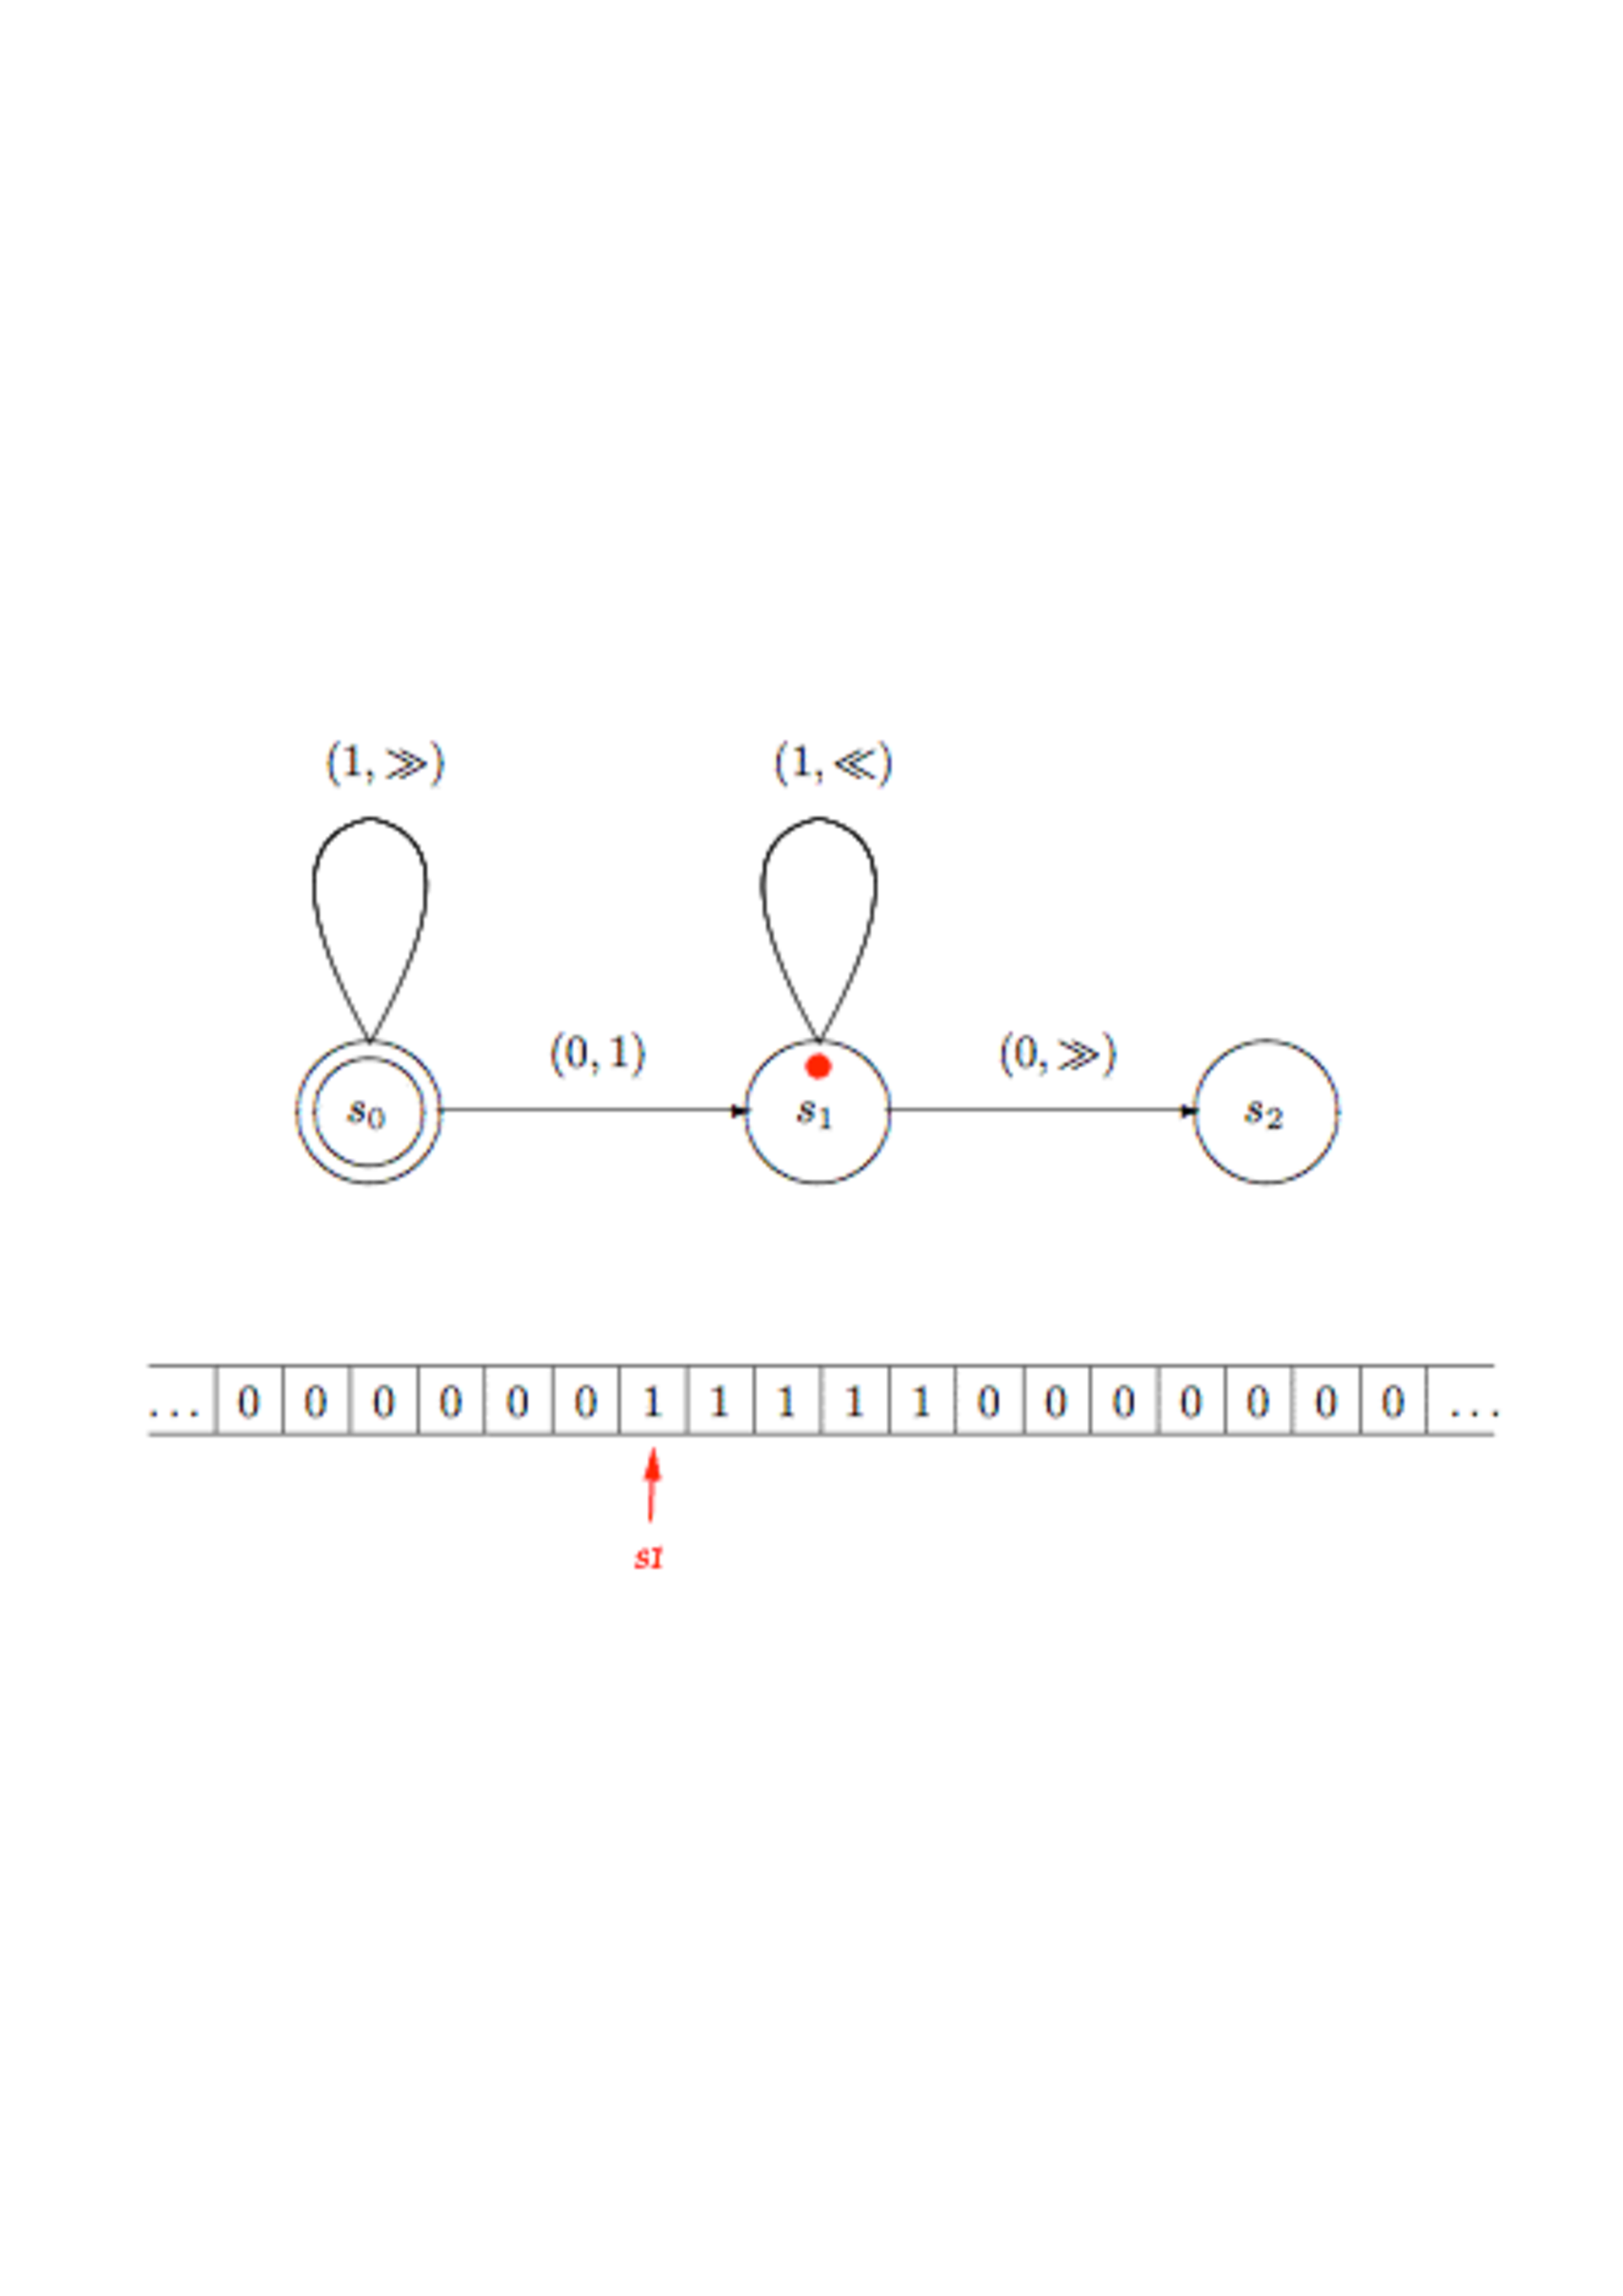 (1, ≫) (1, ≪)
(0, 1) (0, ≫)
s₀ s₁ s₂
... 0 0 0 0 0 0 1 1 1 1 1 0 0 0 0 0 0 0 ...
s1